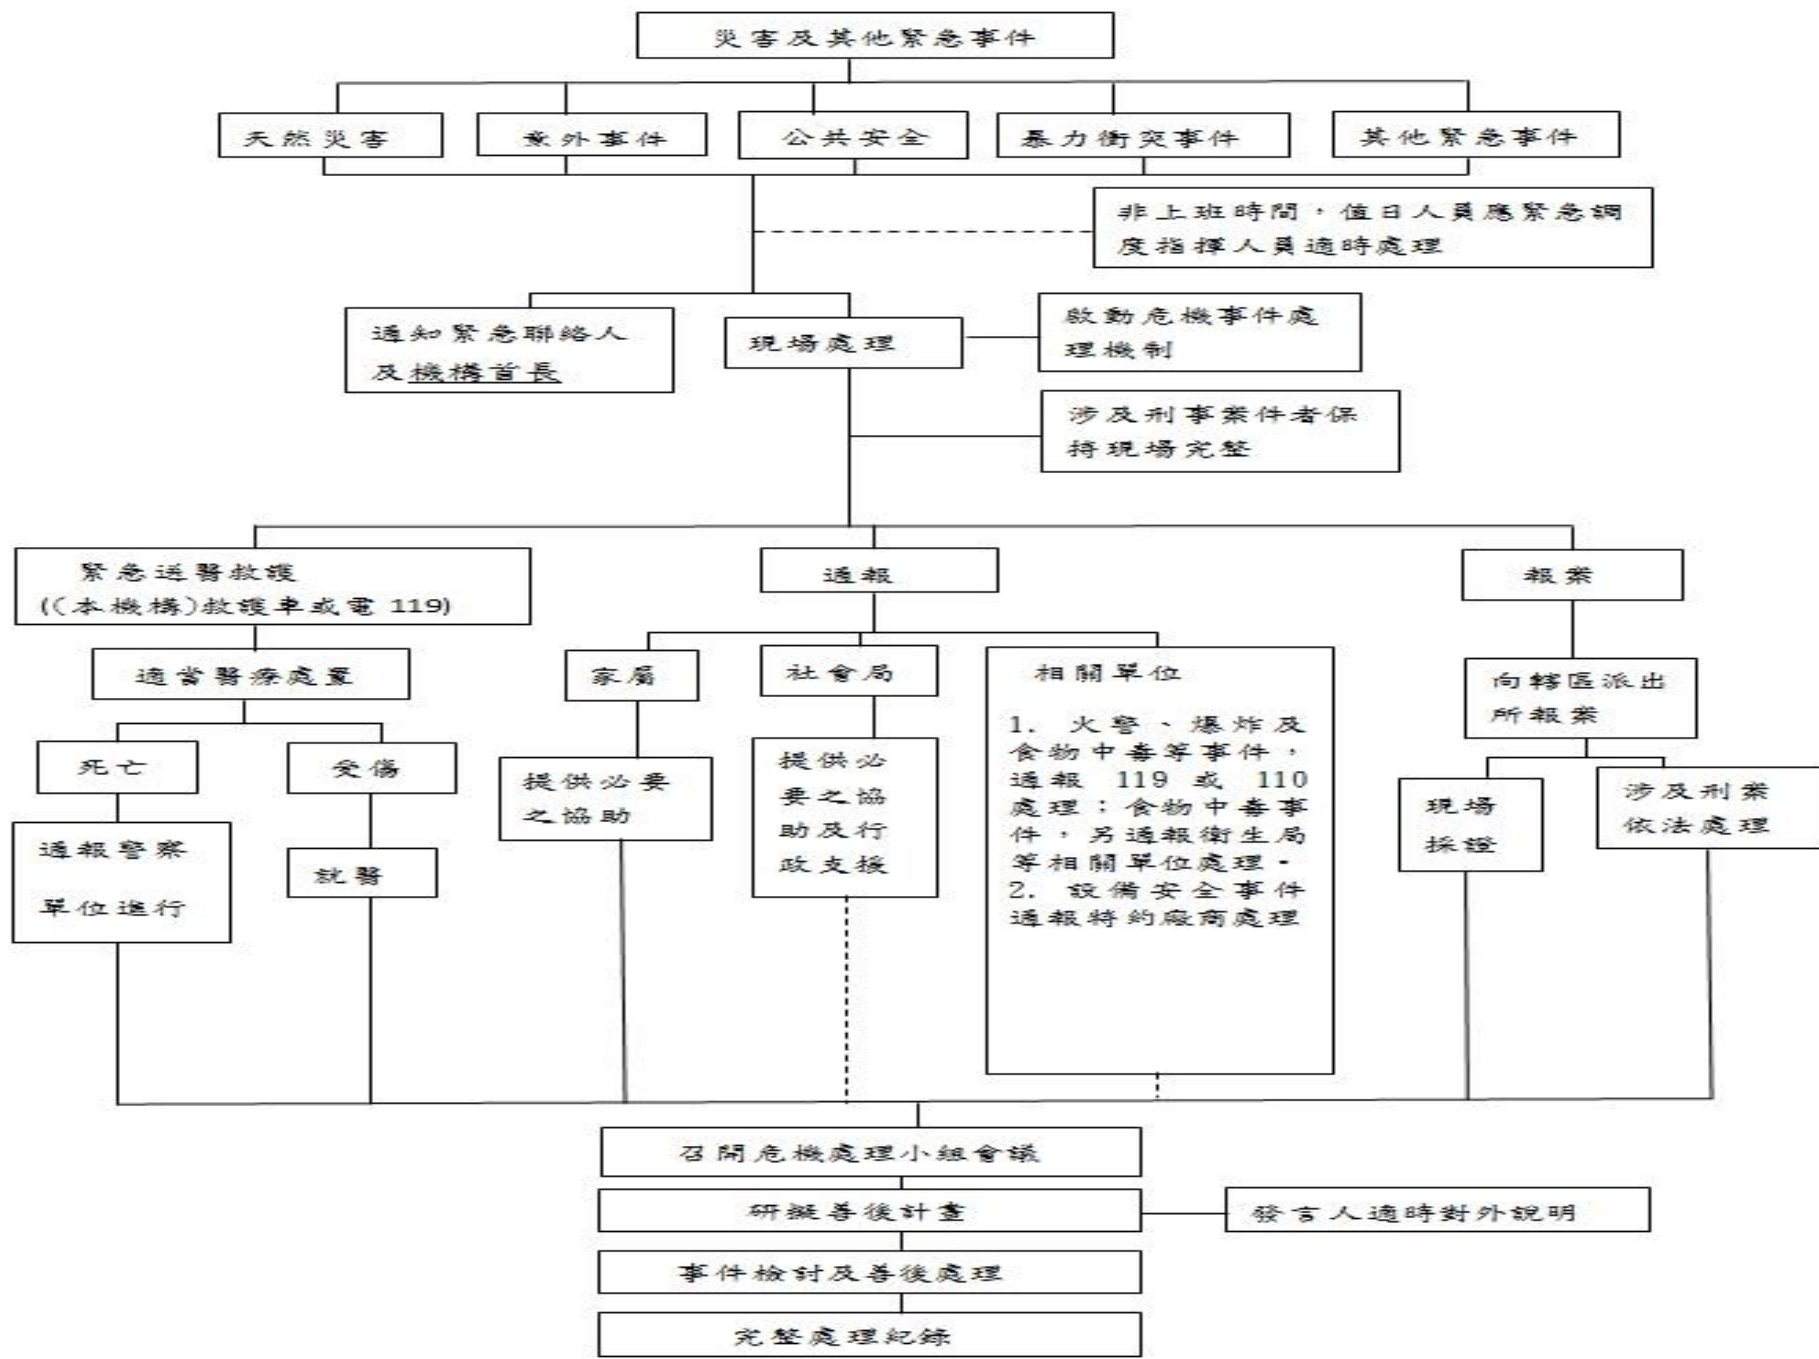 災害及其他緊急事件
天然災害
意外事件
公共安全
暴力衝突事件
其他緊急事件
非上班時間，值日人員應緊急調
度指揮人員適時處理
通知緊急聯絡人
及機構首長
現場處理
啟動危機事件處
理機制
涉及刑事案件者保
持現場完整
緊急送醫救護
((本機構)救護車或電 119)
通報
報案
適當醫療處置
家屬
社會局
相關單位
向轄區派出
所報案
死亡
受傷
提供必要
之協助
提供必
要之協
助及行
政支援
1. 火警、爆炸及
食物中毒等事件，
通報 119 或 110
處理；食物中毒事
件，另通報衛生局
等相關單位處理。
2. 設備安全事件
通報特約廠商處理
現場
採證
涉及刑案
依法處理
通報警察
單位進行
就醫
召開危機處理小組會議
研擬善後計畫
發言人適時對外說明
事件檢討及善後處理
完整處理紀錄